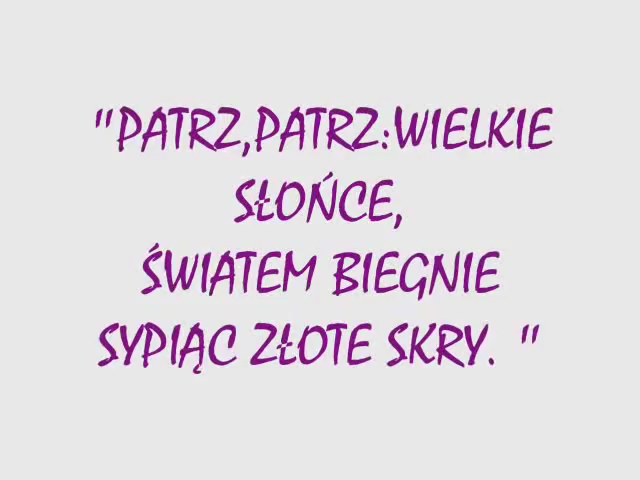 "PATRZ,PATRZ:WIELKIE
SŁOŃCE,
ŚWIATEM BIEGNIE
SYPIĄC ZŁOTE SKRY. "